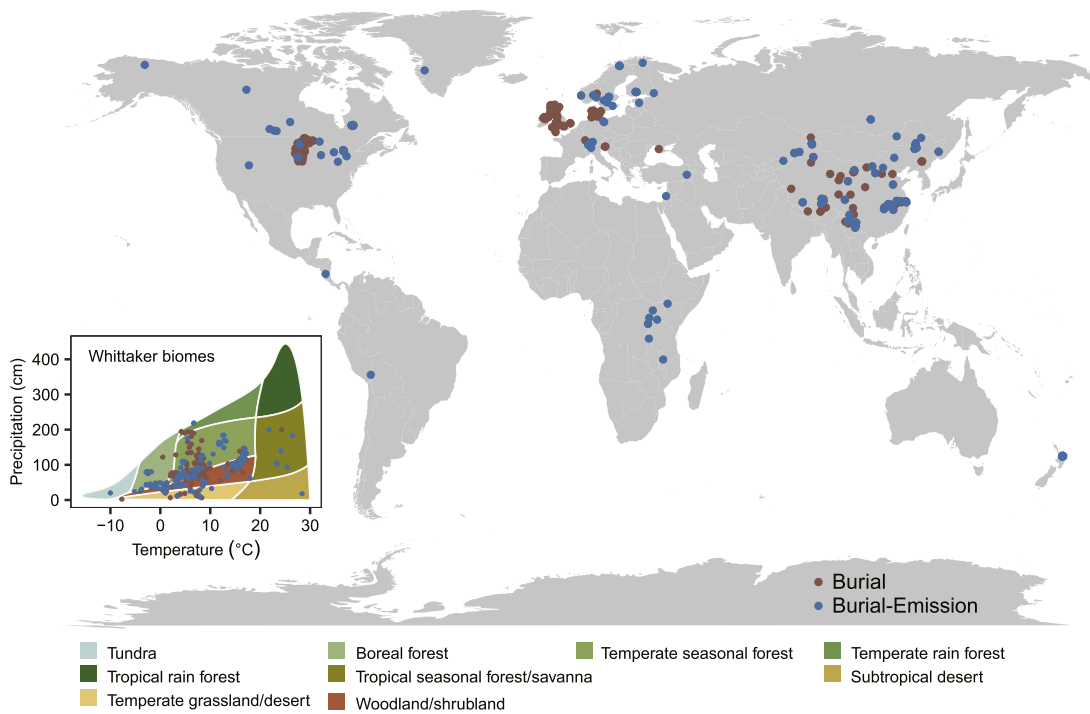 Whittaker biomes
Precipitation (cm)
400
300
200
100
0
−10 0 10 20 30
Temperature (°C)
Burial
Burial-Emission
Tundra Boreal forest Temperate seasonal forest Temperate rain forest
Tropical rain forest Tropical seasonal forest/savanna Subtropical desert
Temperate grassland/desert Woodland/shrubland